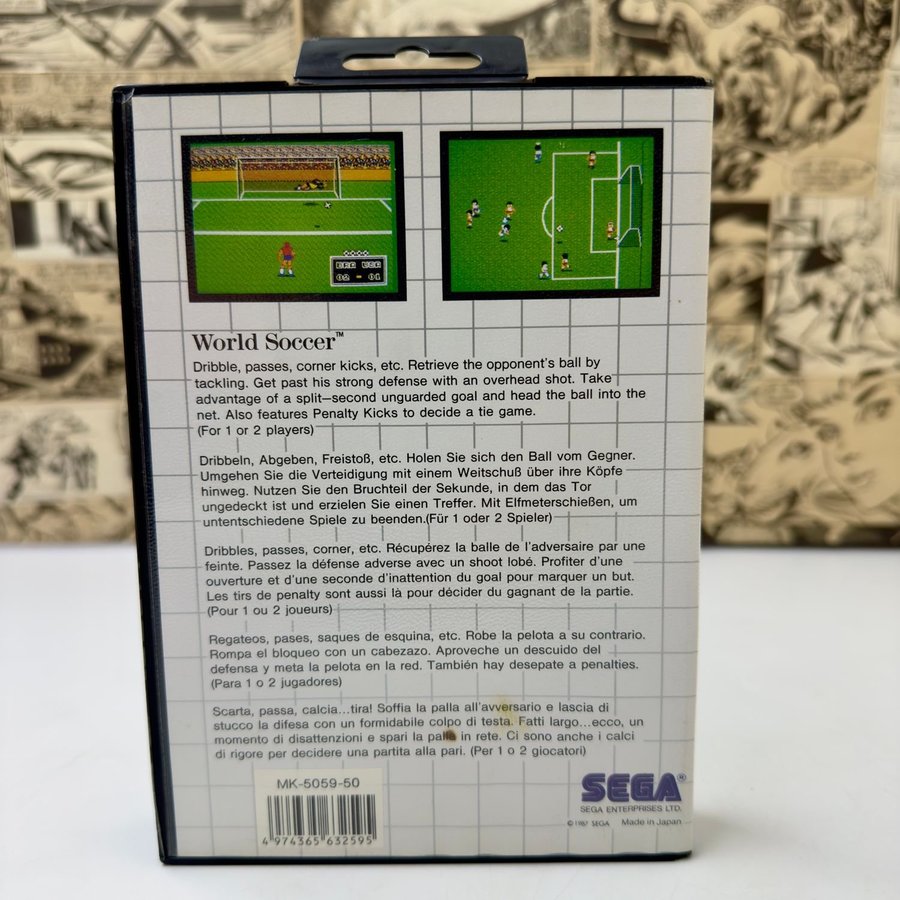 BRA USA
02 - 01
World Soccer™
Dribble, passes, corner kicks, etc. Retrieve the opponent's ball by
tackling. Get past his strong defense with an overhead shot. Take
advantage of a split—second unguarded goal and head the ball into the
net. Also features Penalty Kicks to decide a tie game.
(For 1 or 2 players)
Dribbeln, Abgeben, Freistoß, etc. Holen Sie sich den Ball vom Gegner.
Umgehen Sie die Verteidigung mit einem Weitschuß über ihre Köpfe
hinweg. Nutzen Sie den Bruchteil der Sekunde, in dem das Tor
ungedeckt ist und erzielen Sie einen Treffer. Mit Elfmeterschießen, um
untentschiedene Spiele zu beenden.(Für 1 oder 2 Spieler)
Dribbles, passes, corner, etc. Récupérez la balle de l'adversaire par une
feinte. Passez la défense adverse avec un shoot lobé. Profiter d'une
ouverture et d'une seconde d'inattention du goal pour marquer un but.
Les tirs de penalty sont aussi là pour décider du gagnant de la partie.
(Pour 1 ou 2 joueurs)
Regateos, pases, saques de esquina, etc. Robe la pelota a su contrario.
Rompa el bloqueo con un cabezazo. Aproveche un descuido del
defensa y meta la pelota en la red. También hay desepate a penalties.
(Para 1 o 2 jugadores)
Scarta, passa, calcia...tira! Soffia la palla all'avversario e lascia di
stucco la difesa con un formidabile colpo di testa. Fatti largo...ecco, un
momento di disattenzioni e spari la palla in rete. Ci sono anche i calci
di rigore per decidere una partita alla pari. (Per 1 o 2 giocatori)
MK-5059-50
4 974365 632595
SEGA®
SEGA ENTERPRISES LTD.
© 1987 SEGA Made in Japan